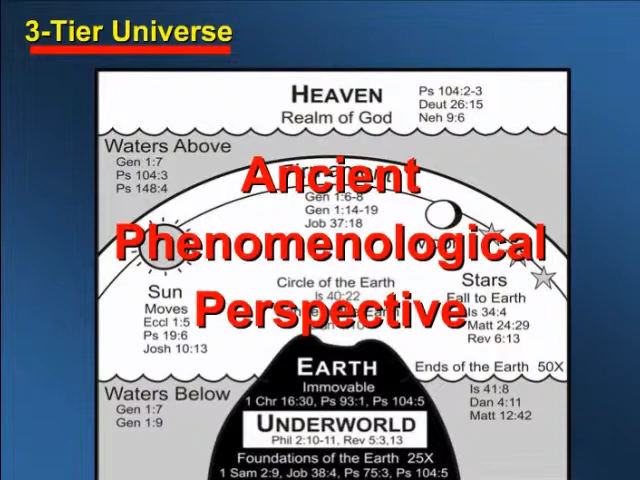 3-Tier Universe
HEAVEN
Realm of God
Ps 104:2-3
Deut 26:15
Neh 9:6
Waters Above
Gen 1:7
Ps 104:3
Ps 148:4
Ancient
Gen 1:6-8
Gen 1:14-19
Job 37:18
Phenomenological
Sun
Moves
Eccl 1:5
Ps 19:6
Josh 10:13
Circle of the Earth
Is 40:22
Perspective
Stars
Fall to Earth
Is 34:4
Matt 24:29
Rev 6:13
EARTH
Immovable
1 Chr 16:30, Ps 93:1, Ps 104:5
Ends of the Earth 50X
Is 41:8
Dan 4:11
Matt 12:42
Waters Below
Gen 1:7
Gen 1:9
UNDERWORLD
Phil 2:10-11, Rev 5:3,13
Foundations of the Earth 25X
1 Sam 2:9, Job 38:4, Ps 75:3, Ps 104:5